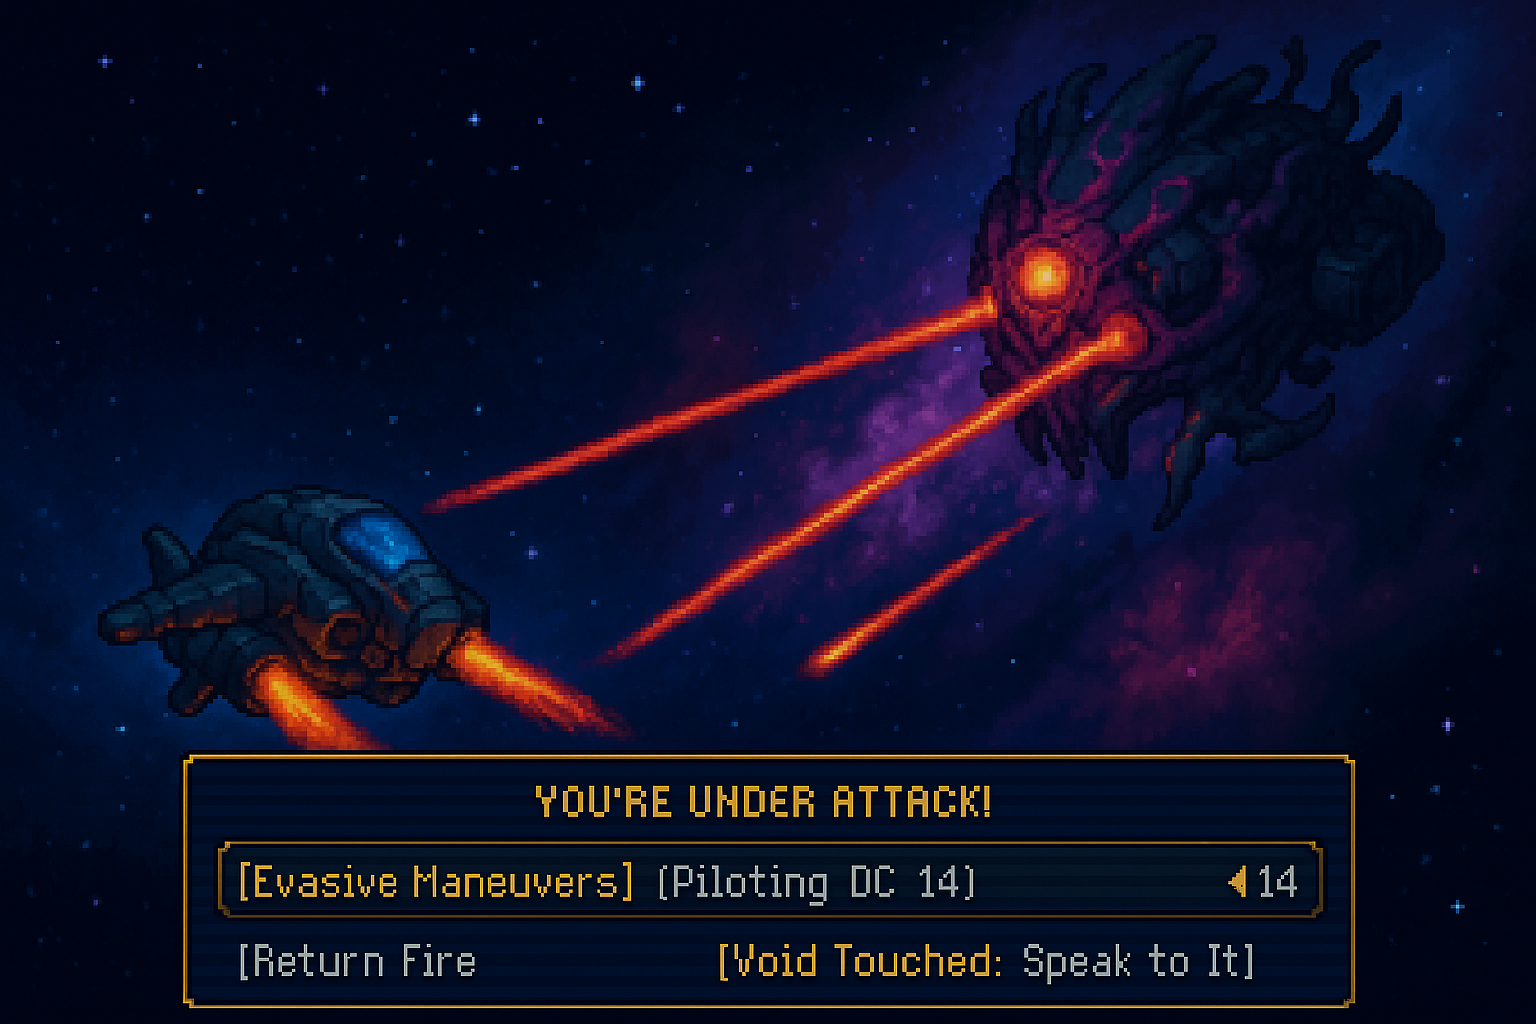 YOU'RE UNDER ATTACK!
[Evasive Maneuvers] (Piloting DC 14) ◀14
[Return Fire [Void Touched: Speak to It]